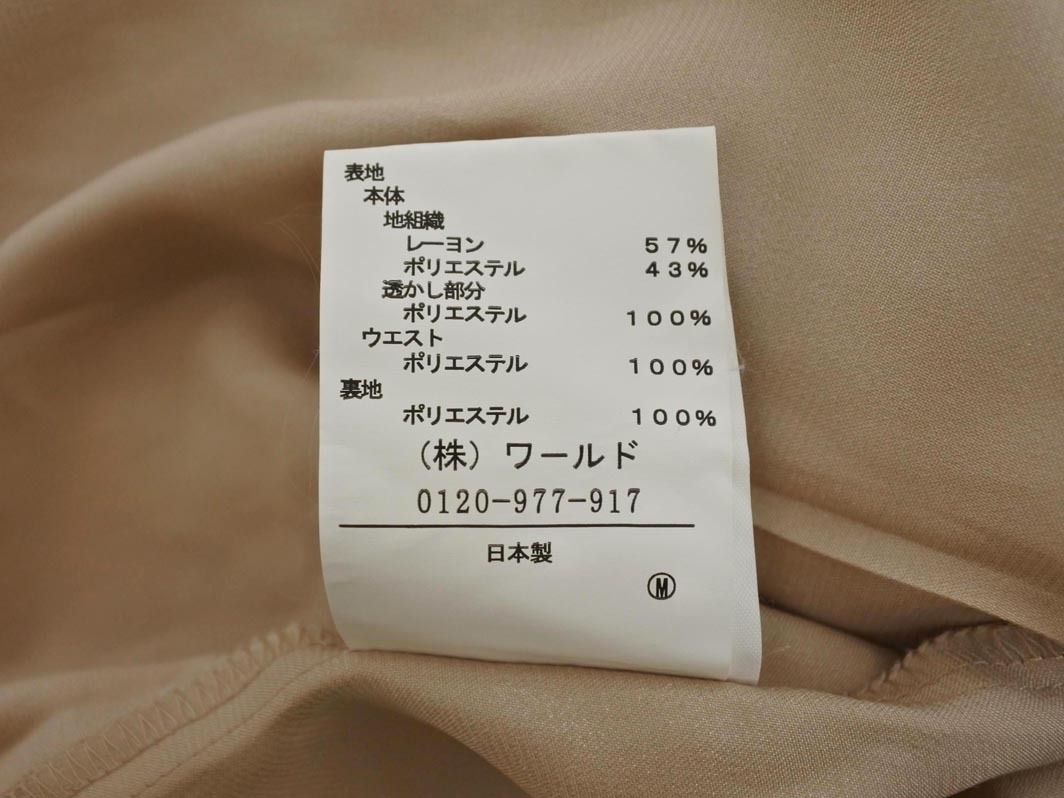 表地
本体
地組織
レーヨン 57%
ポリエステル 43%
透かし部分
ポリエステル 100%
ウエスト
ポリエステル 100%
裏地
ポリエステル 100%
(株) ワールド
0120-977-917
日本製
Ⓜ